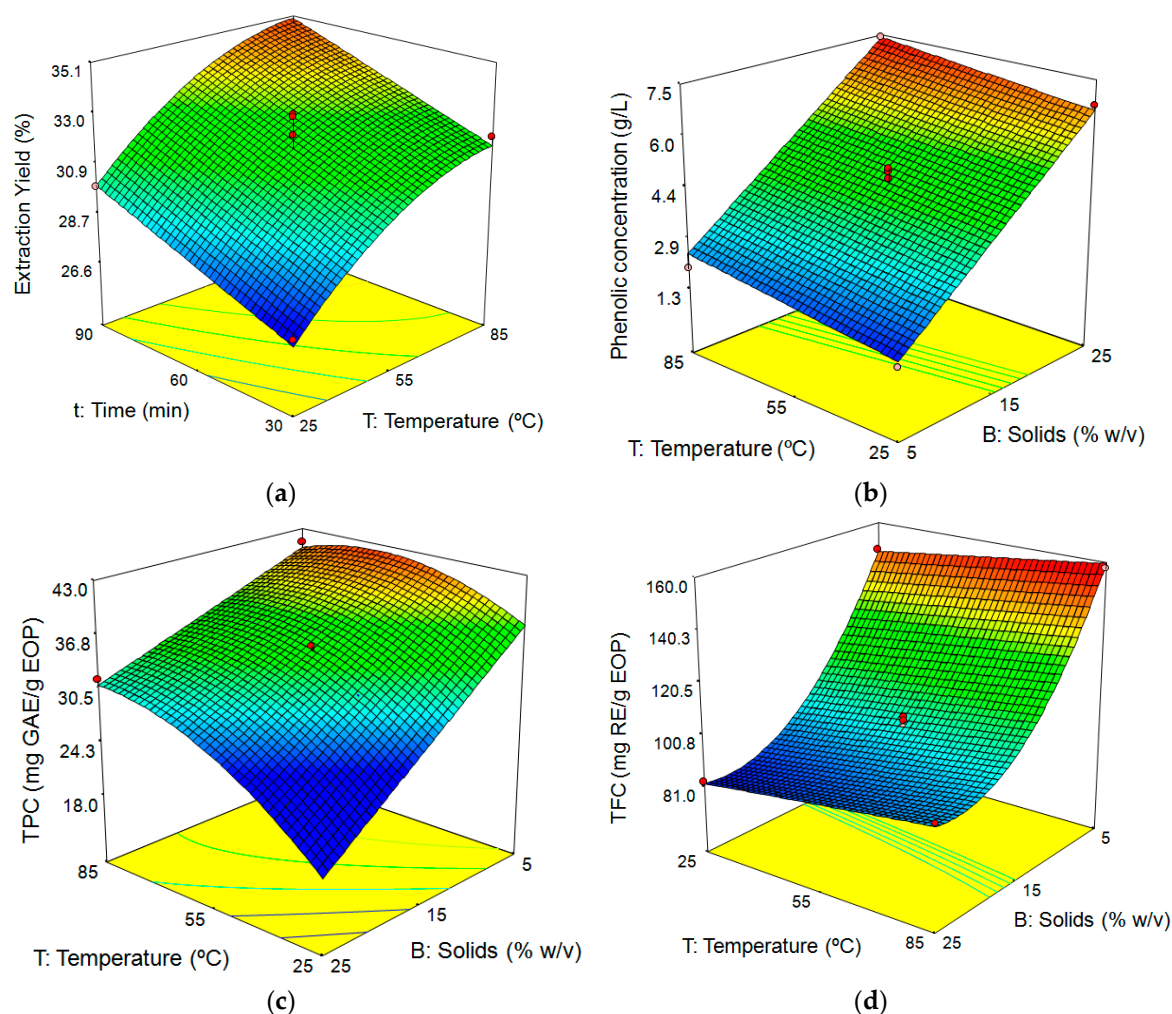 35.1
33.0
30.9
28.7
26.6
Extraction Yield (%)
90
60
30
t: Time (min)
25
55
85
T: Temperature (ºC)
(a)
7.5
6.0
4.4
2.9
1.3
Phenolic concentration (g/L)
85
55
25
T: Temperature (ºC)
5
15
25
B: Solids (% w/v)
(b)
43.0
36.8
30.5
24.3
18.0
TPC (mg GAE/g EOP)
85
55
25
T: Temperature (ºC)
25
15
5
B: Solids (% w/v)
(c)
160.0
140.3
120.5
100.8
81.0
TFC (mg RE/g EOP)
25
55
85
T: Temperature (ºC)
25
15
5
B: Solids (% w/v)
(d)